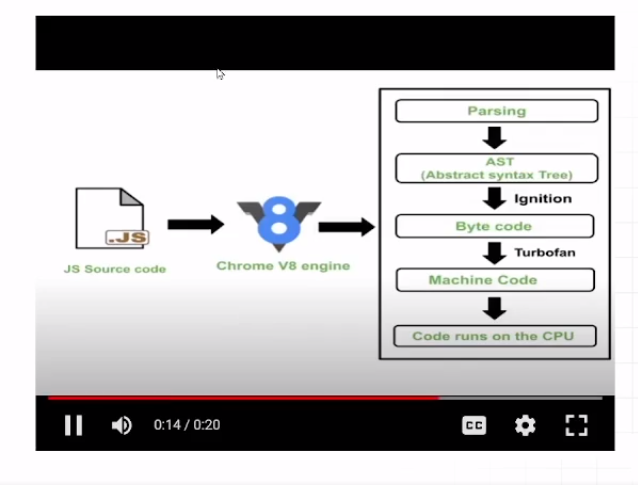 Parsing
AST
(Abstract syntax Tree)
Ignition
Byte code
Turbofan
Machine Code
Code runs on the CPU
.JS
JS Source code
8
Chrome V8 engine
0:14 / 0:20
CC